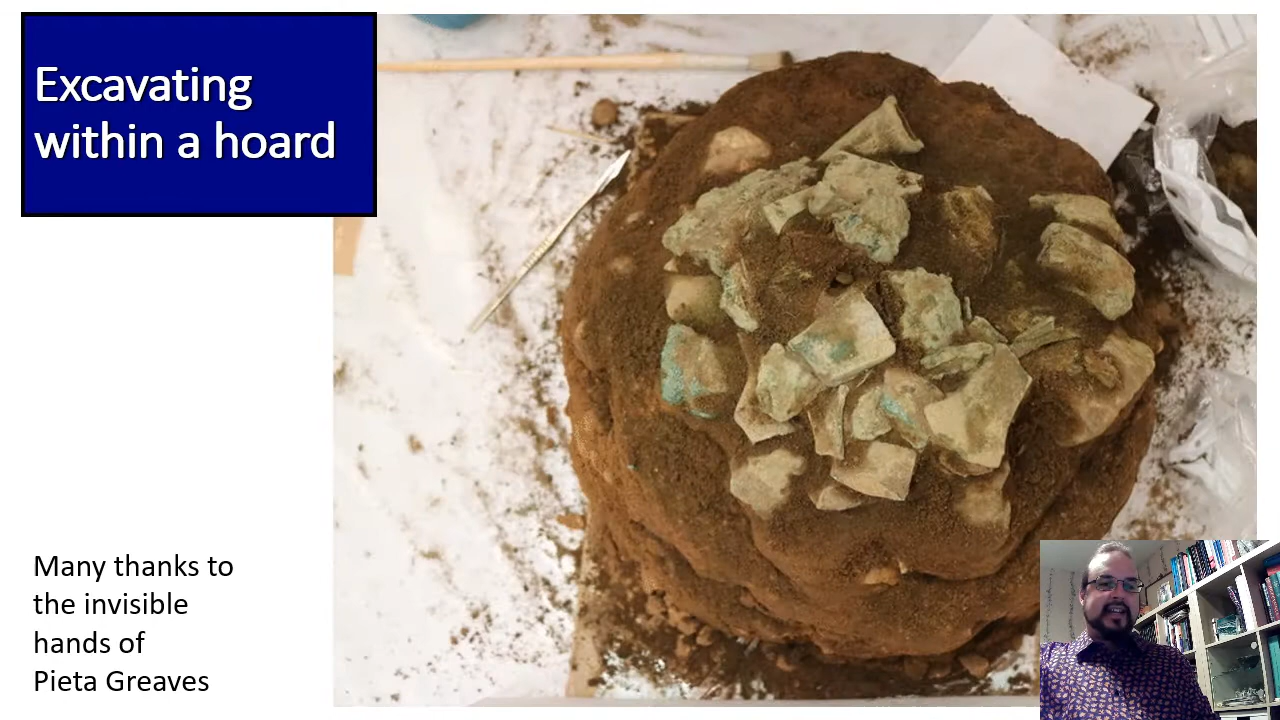 Excavating
within a hoard
Many thanks to
the invisible
hands of
Pieta Greaves